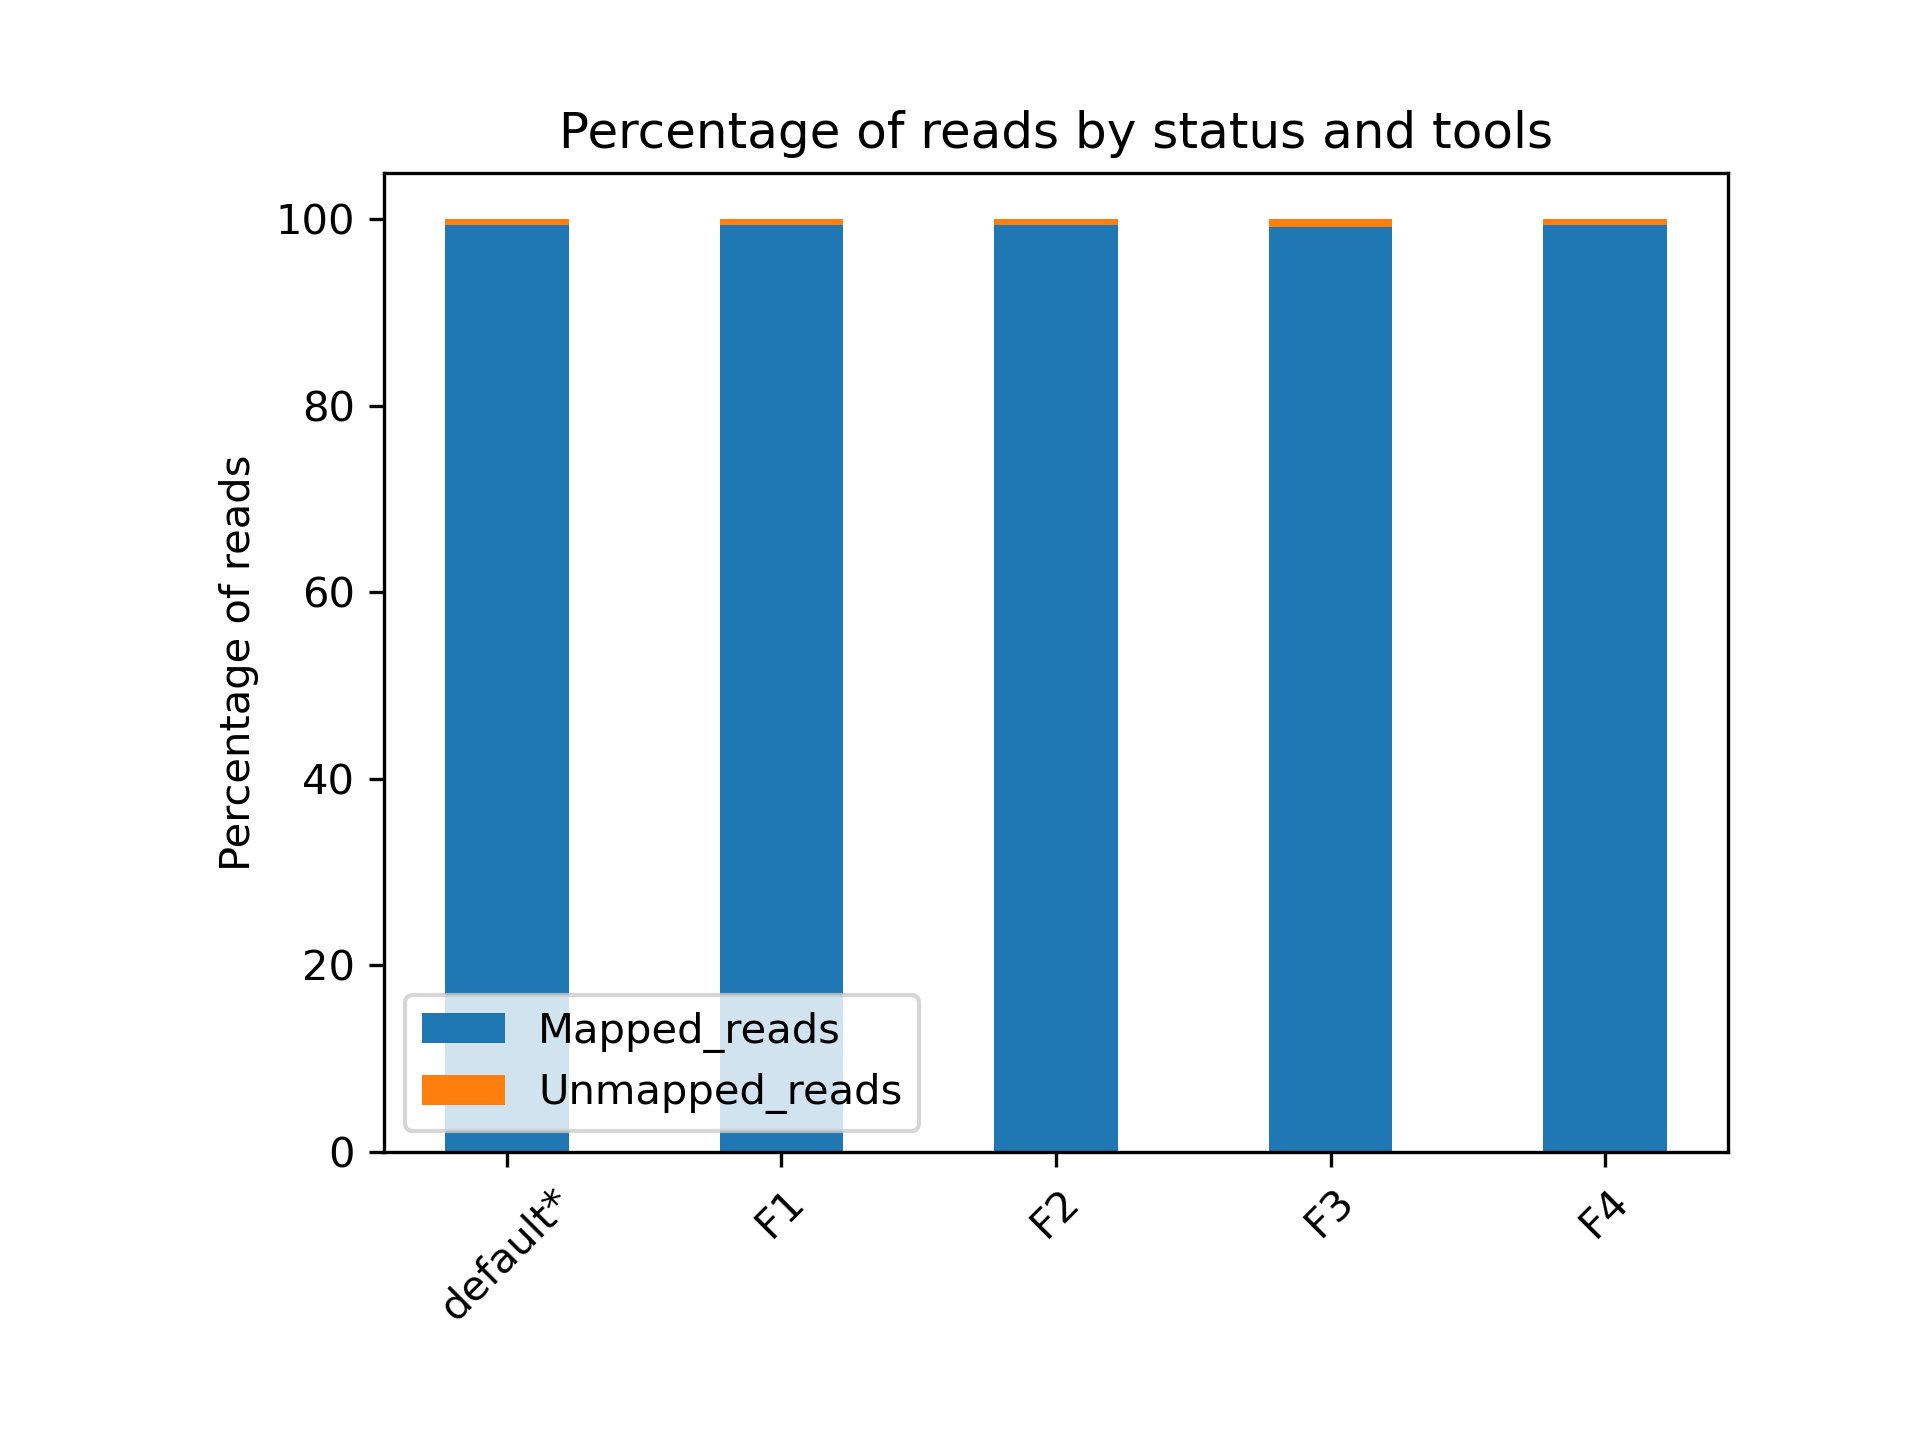 Percentage of reads by status and tools
Percentage of reads
100
80
60
40
20
0
Mapped_reads
Unmapped_reads
default*
F1
F2
F3
F4